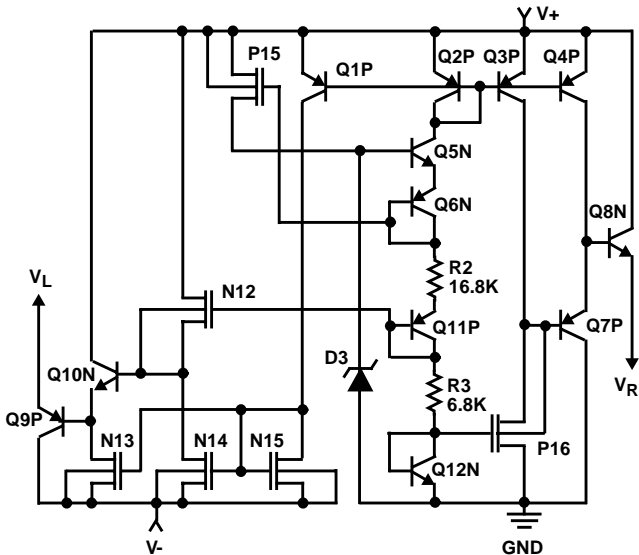 V+
P15
Q1P
Q2P
Q3P
Q4P
Q5N
Q6N
Q8N
R2
16.8K
VL
N12
Q11P
Q7P
D3
Q10N
R3
6.8K
VR
Q9P
N13
N14
N15
P16
Q12N
V-
GND